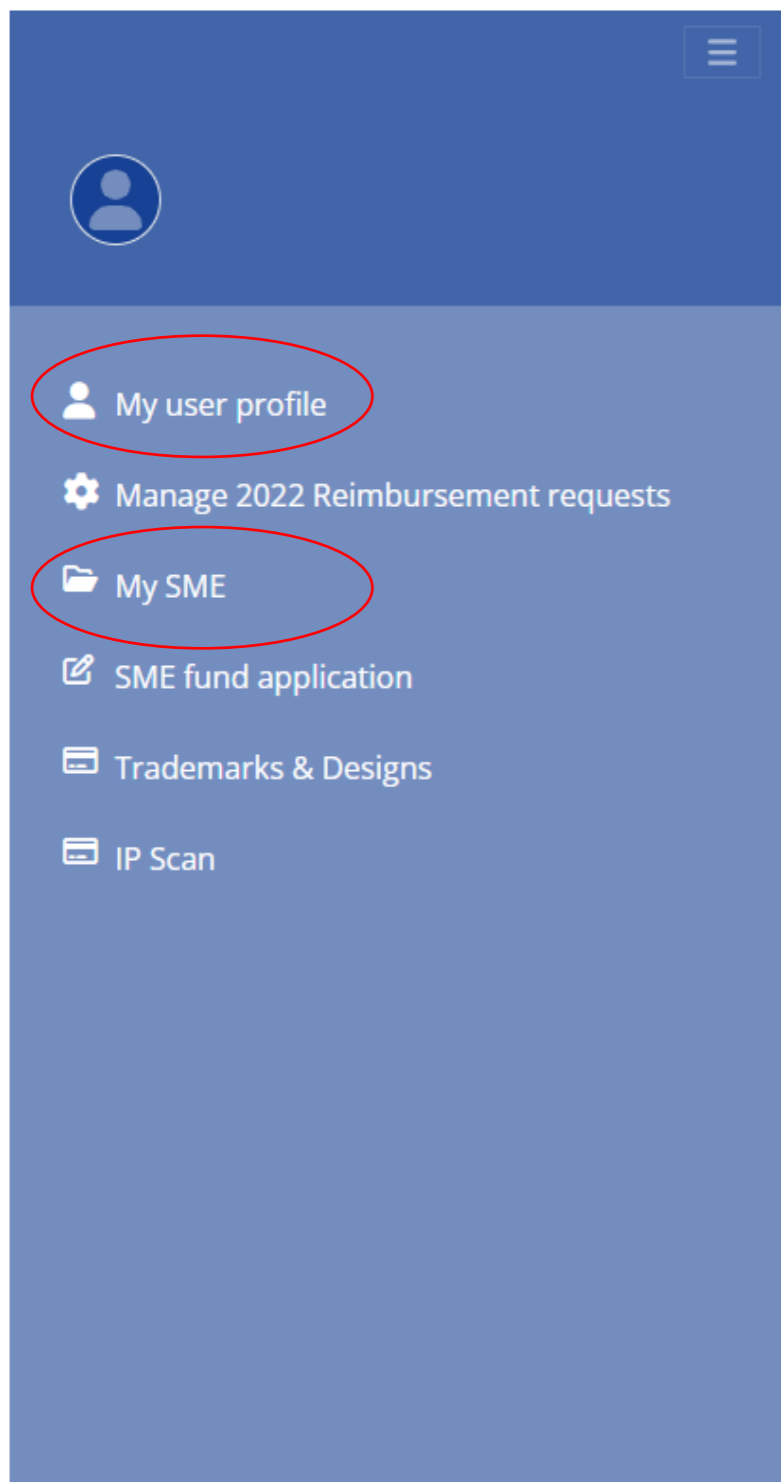 My user profile
Manage 2022 Reimbursement requests
My SME
SME fund application
Trademarks & Designs
IP Scan